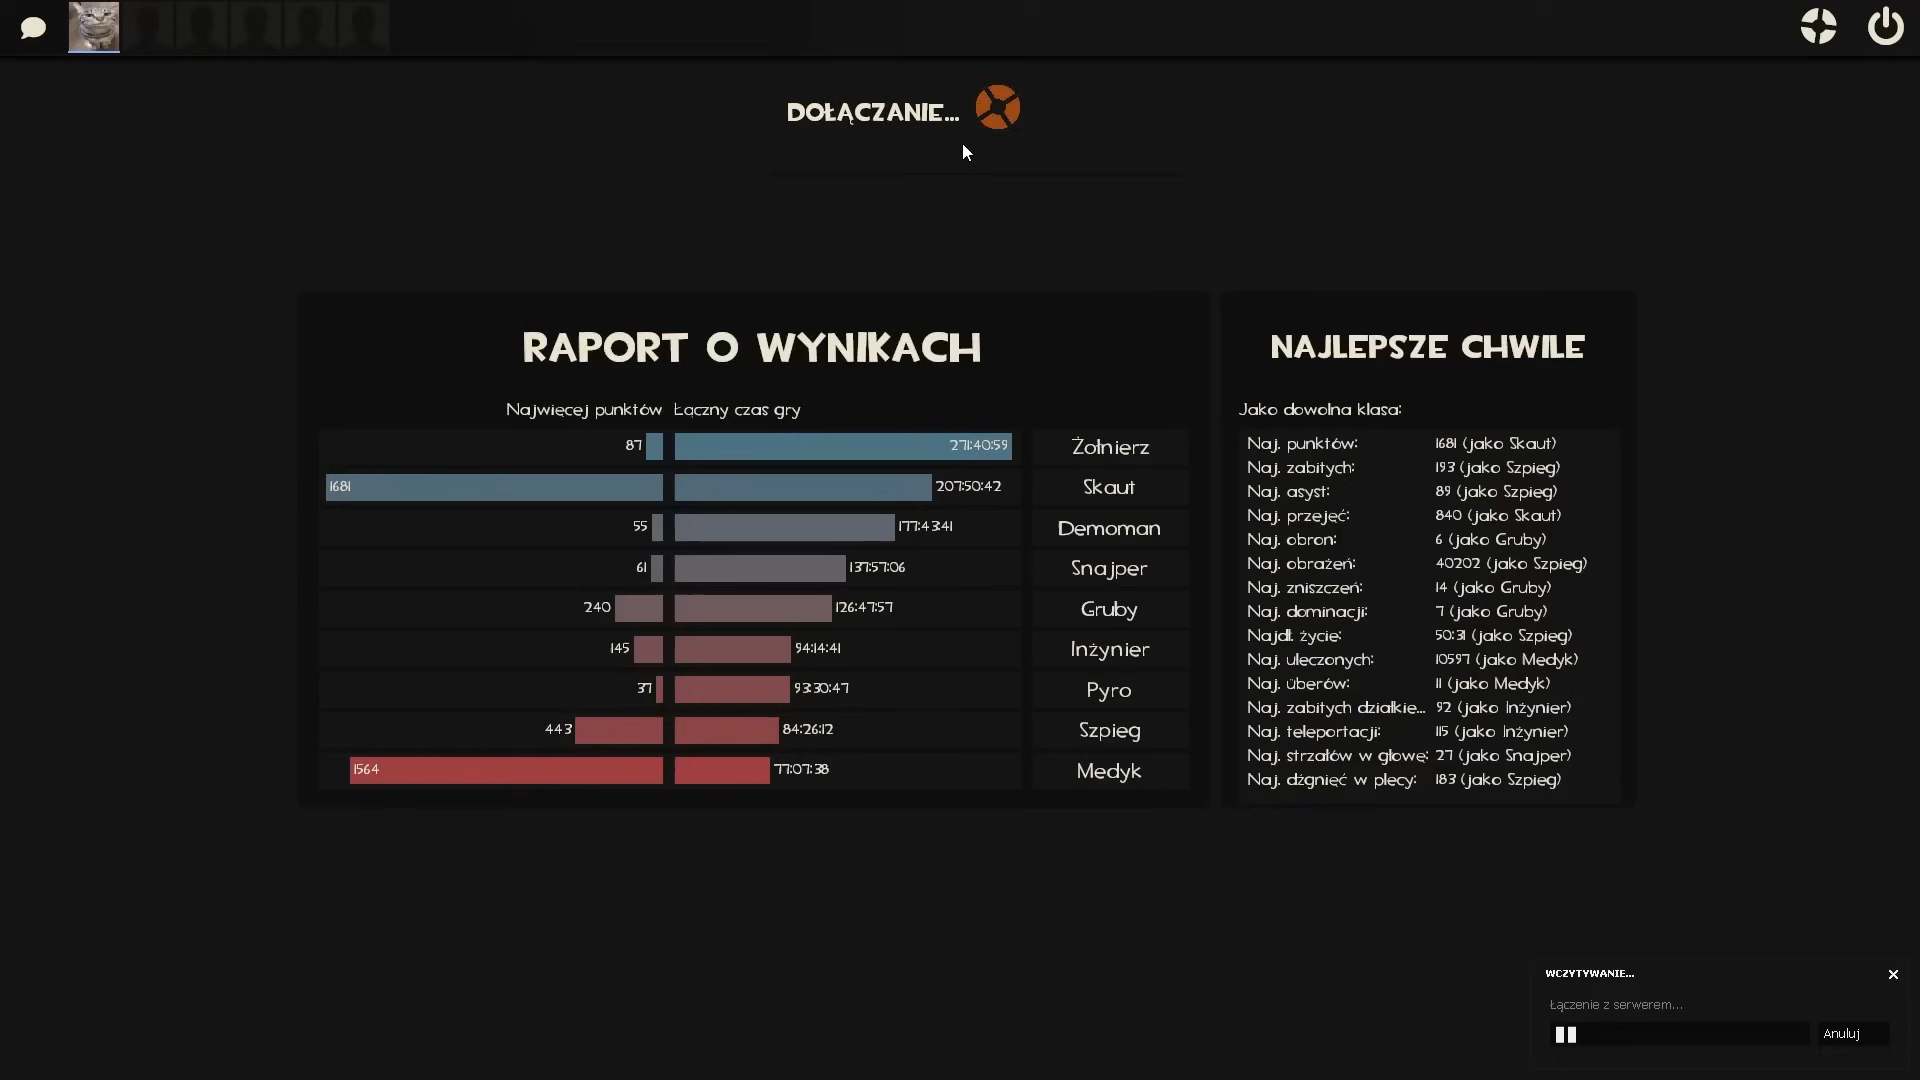 DOŁĄCZANIE...
RAPORT O WYNIKACH
Najwięcej punktów Łączny czas gry
87 271:40:59 Żołnierz
1681 207:50:42 Skaut
55 177:43:41 Demoman
61 137:57:06 Snajper
240 126:47:57 Gruby
145 94:14:41 Inżynier
37 93:30:47 Pyro
443 84:26:12 Szpieg
1564 77:07:38 Medyk
NAJLEPSZE CHWILE
Jako dowolna klasa:
Naj. punktów: 1681 (jako Skaut)
Naj. zabitych: 193 (jako Szpieg)
Naj. asyst: 89 (jako Szpieg)
Naj. przejęć: 840 (jako Skaut)
Naj. obron: 6 (jako Gruby)
Naj. obrażeń: 40202 (jako Szpieg)
Naj. zniszczeń: 14 (jako Gruby)
Naj. dominacji: 7 (jako Gruby)
Najdł. życie: 50:31 (jako Szpieg)
Naj. uleczonych: 10597 (jako Medyk)
Naj. überów: 11 (jako Medyk)
Naj. zabitych działkie... 92 (jako Inżynier)
Naj. teleportacji: 115 (jako Inżynier)
Naj. strzałów w głowę: 27 (jako Snajper)
Naj. dźgnięć w plecy: 183 (jako Szpieg)
WCZYTYWANIE...
Łączenie z serwerem...
Anuluj